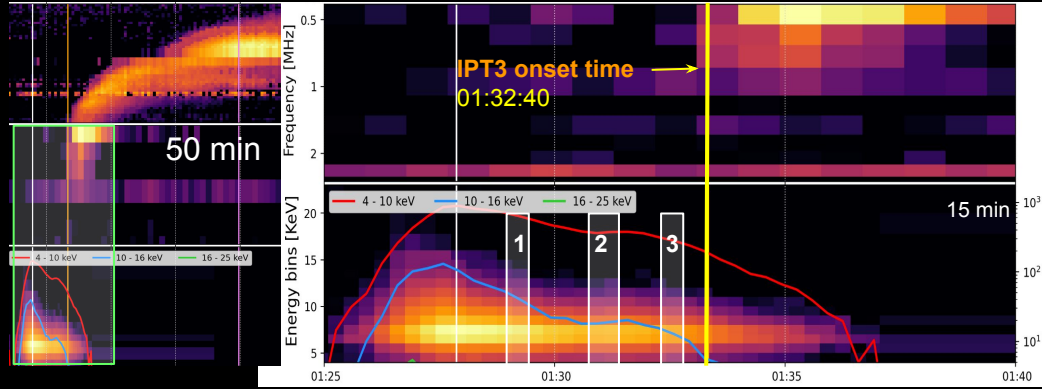 50 min
4 - 10 keV
10 - 16 keV
16 - 25 keV
Frequency [MHz]
0.5
1
2
IPT3 onset time
01:32:40
Energy bins [KeV]
20
15
10
5
4 - 10 keV
10 - 16 keV
16 - 25 keV
1
2
3
15 min
10³
10²
10¹
01:25
01:30
01:35
01:40